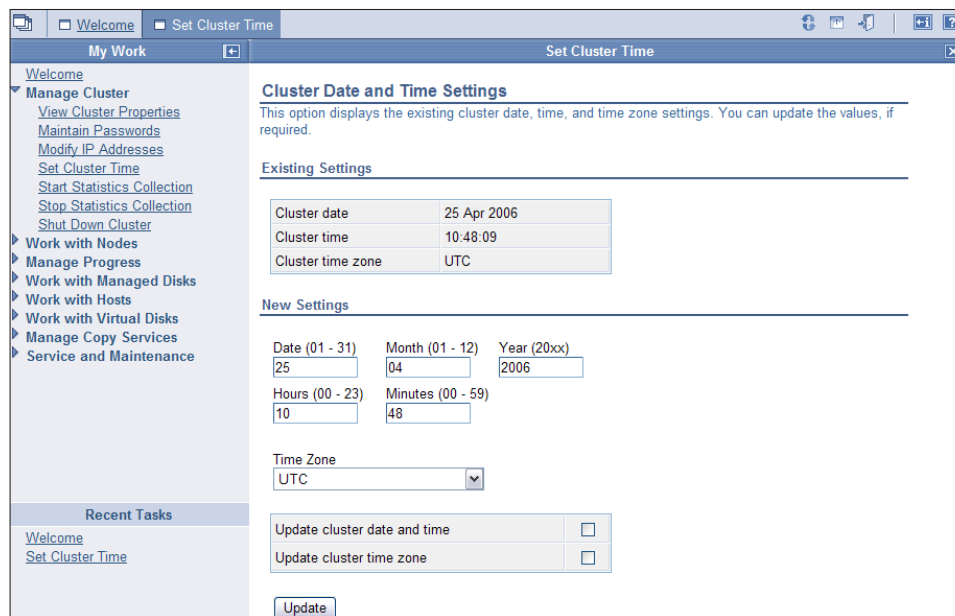 Welcome
Set Cluster Time
My Work
Set Cluster Time
Welcome
Manage Cluster
View Cluster Properties
Maintain Passwords
Modify IP Addresses
Set Cluster Time
Start Statistics Collection
Stop Statistics Collection
Shut Down Cluster
Work with Nodes
Manage Progress
Work with Managed Disks
Work with Hosts
Work with Virtual Disks
Manage Copy Services
Service and Maintenance
Recent Tasks
Welcome
Set Cluster Time
Cluster Date and Time Settings
This option displays the existing cluster date, time, and time zone settings. You can update the values, if
required.
Existing Settings
Cluster date 25 Apr 2006
Cluster time 10:48:09
Cluster time zone UTC
New Settings
Date (01 - 31) Month (01 - 12) Year (20xx)
25 04 2006
Hours (00 - 23) Minutes (00 - 59)
10 48
Time Zone
UTC
Update cluster date and time
Update cluster time zone
Update